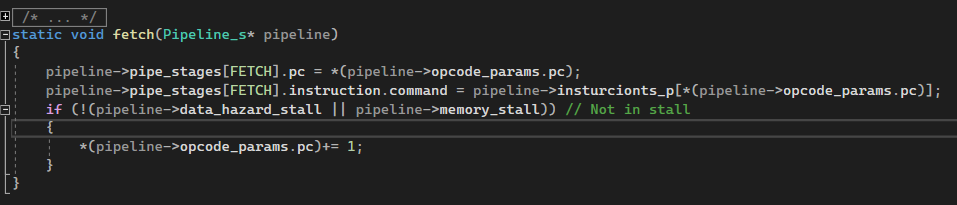 /* ... */
static void fetch(Pipeline_s* pipeline)
{
pipeline->pipe_stages[FETCH].pc = *(pipeline->opcode_params.pc);
pipeline->pipe_stages[FETCH].instruction.command = pipeline->insturcionts_p[*(pipeline->opcode_params.pc)];
if (!(pipeline->data_hazard_stall || pipeline->memory_stall)) // Not in stall
{
*(pipeline->opcode_params.pc)+= 1;
}
}